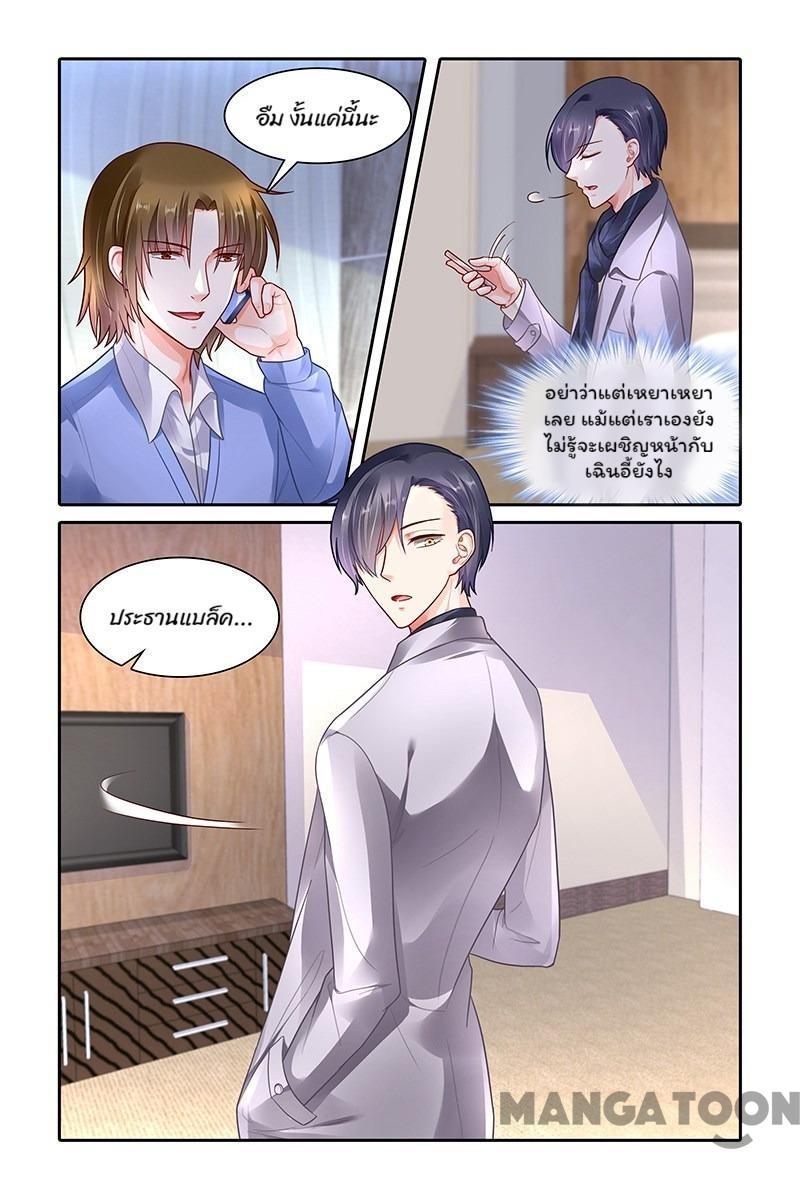 อืม งั้นแค่นี้นะ
อย่าว่าแต่เหยาเหยา
เลย แม้แต่เราเองยัง
ไม่รู้จะเผชิญหน้ากับ
เฉินอี้ยังไง
ประธานแบล็ค...
MANGATOON